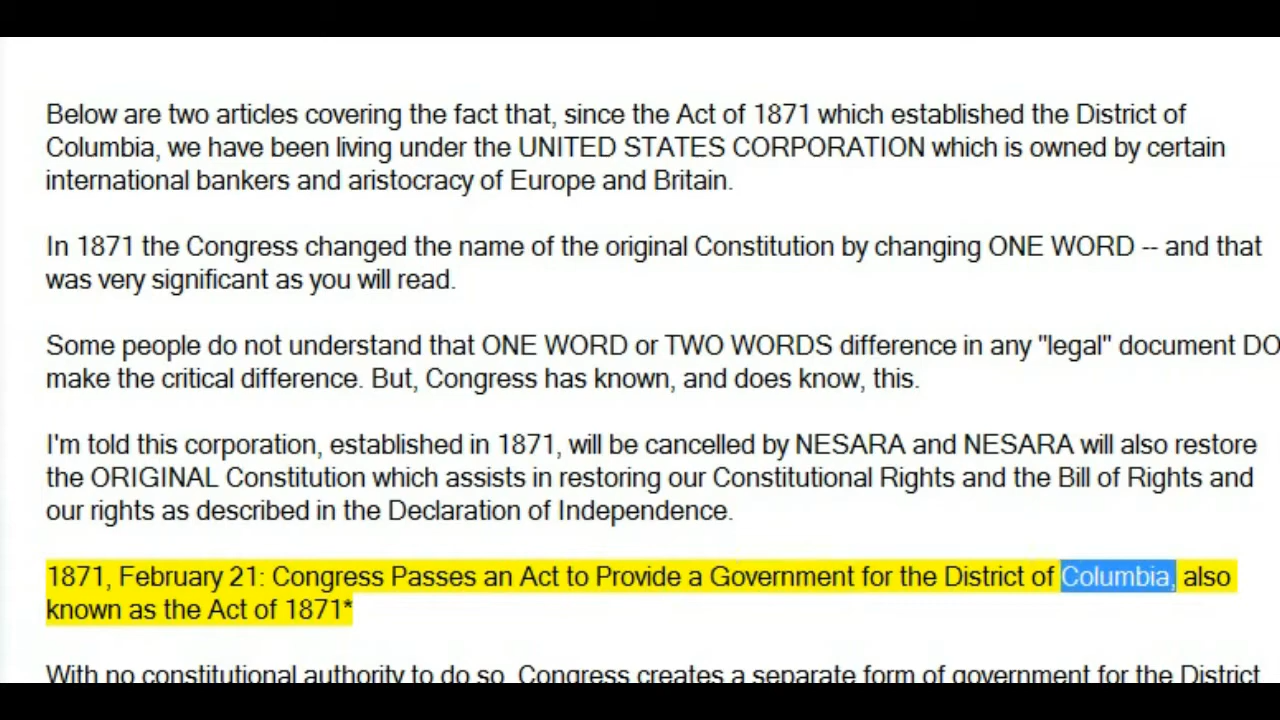 Below are two articles covering the fact that, since the Act of 1871 which established the District of
Columbia, we have been living under the UNITED STATES CORPORATION which is owned by certain
international bankers and aristocracy of Europe and Britain.
In 1871 the Congress changed the name of the original Constitution by changing ONE WORD -- and that
was very significant as you will read.
Some people do not understand that ONE WORD or TWO WORDS difference in any "legal" document DO
make the critical difference. But, Congress has known, and does know, this.
I'm told this corporation, established in 1871, will be cancelled by NESARA and NESARA will also restore
the ORIGINAL Constitution which assists in restoring our Constitutional Rights and the Bill of Rights and
our rights as described in the Declaration of Independence.
1871, February 21: Congress Passes an Act to Provide a Government for the District of Columbia, also
known as the Act of 1871*
With no constitutional authority to do so, Congress creates a separate form of government for the District